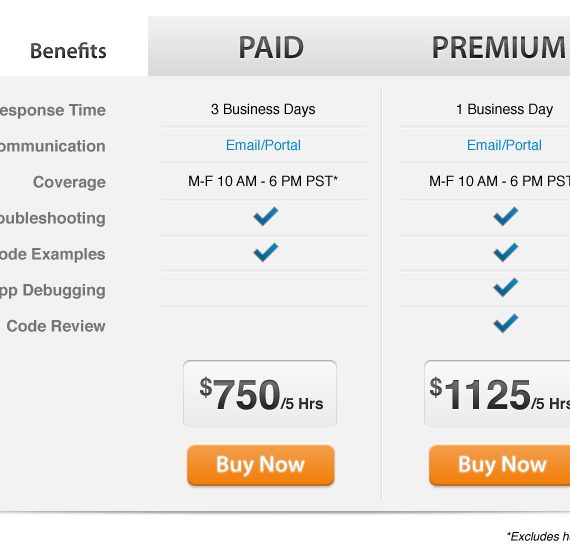 Benefits PAID PREMIUM
esponse Time 3 Business Days 1 Business Day
ommunication Email/Portal Email/Portal
Coverage M-F 10 AM - 6 PM PST* M-F 10 AM - 6 PM PST
oubleshooting
ode Examples
pp Debugging
Code Review
$750/5 Hrs $1125/5 Hr
Buy Now Buy Now
*Excludes h